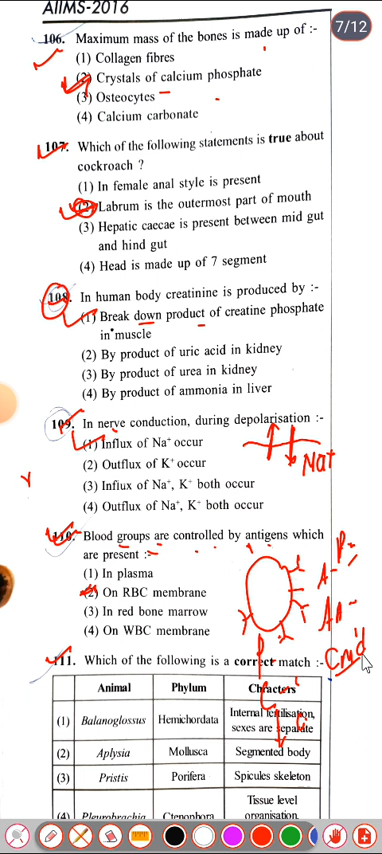 AIIMS-2016
7/12
106. Maximum mass of the bones is made up of :-
(1) Collagen fibres
(2) Crystals of calcium phosphate
(3) Osteocytes
(4) Calcium carbonate
107. Which of the following statements is true about
cockroach ?
(1) In female anal style is present
(2) Labrum is the outermost part of mouth
(3) Hepatic caecae is present between mid gut
and hind gut
(4) Head is made up of 7 segment
108. In human body creatinine is produced by :-
(1) Break down product of creatine phosphate
in muscle
(2) By product of uric acid in kidney
(3) By product of urea in kidney
(4) By product of ammonia in liver
109. In nerve conduction, during depolarisation :-
(1) Influx of Na⁺ occur
(2) Outflux of K⁺ occur
(3) Influx of Na⁺, K⁺ both occur
(4) Outflux of Na⁺, K⁺ both occur
Na+
110. Blood groups are controlled by antigens which
are present :-
(1) In plasma
(2) On RBC membrane
(3) In red bone marrow
(4) On WBC membrane
111. Which of the following is a correct match :-
Animal Phylum Chracters
(1) Balanoglossus Hemichordata Internal fertilisation,
sexes are separate
(2) Aplysia Mollusca Segmented body
(3) Pristis Porifera Spicules skeleton
(4) Pleurobrachia Ctenophora Tissue level
organisation